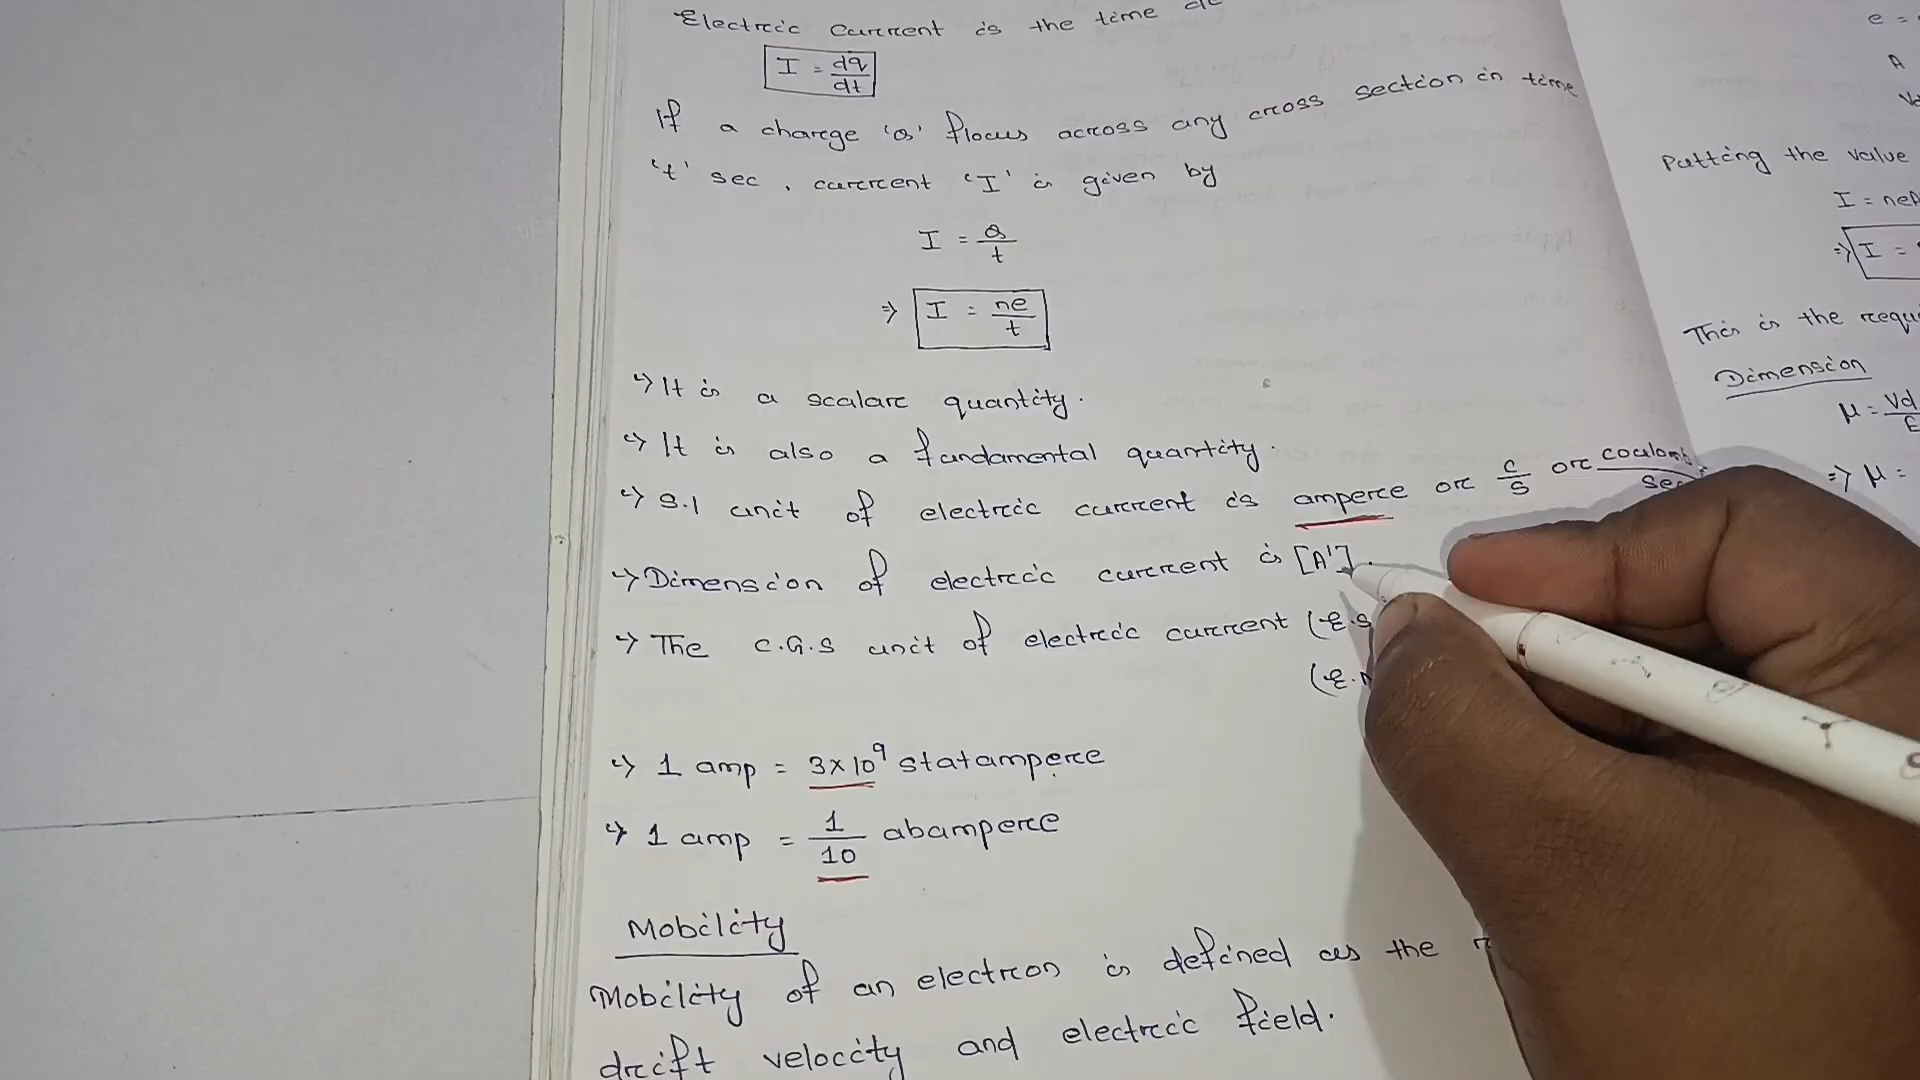 Electric current is the time
I = dq/dt
If a charge 'Q' flows across any cross section in time
't' sec, current 'I' is given by
I = Q/t
⇒ I = ne/t
↪ It is a scalar quantity.
↪ It is also a fundamental quantity.
↪ S.I unit of electric current is ampere or C/S or coulomb/sec
↪ Dimension of electric current is [A¹].
↪ The C.G.S unit of electric current (E.S
(E.
↪ 1 amp = 3×10⁹ statampere
↪ 1 amp = 1/10 abampere
Mobility
Mobility of an electron is defined as the
drift velocity and electric field.
e =
A
Putting the value
I = neA
⇒ I =
This is the
Dimension
μ = Vd/E
⇒ μ =